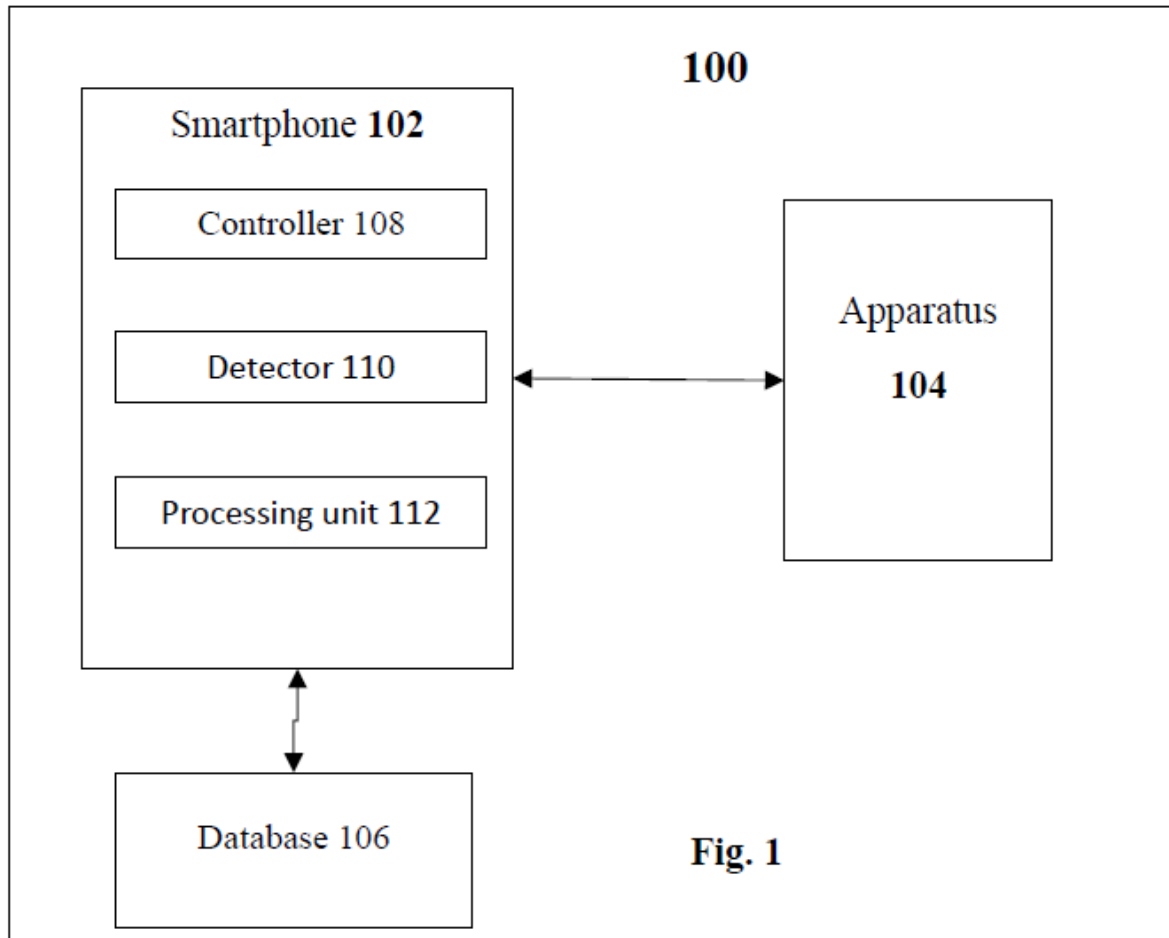 100
Smartphone 102
Controller 108
Detector 110
Processing unit 112
Apparatus
104
Database 106
Fig. 1